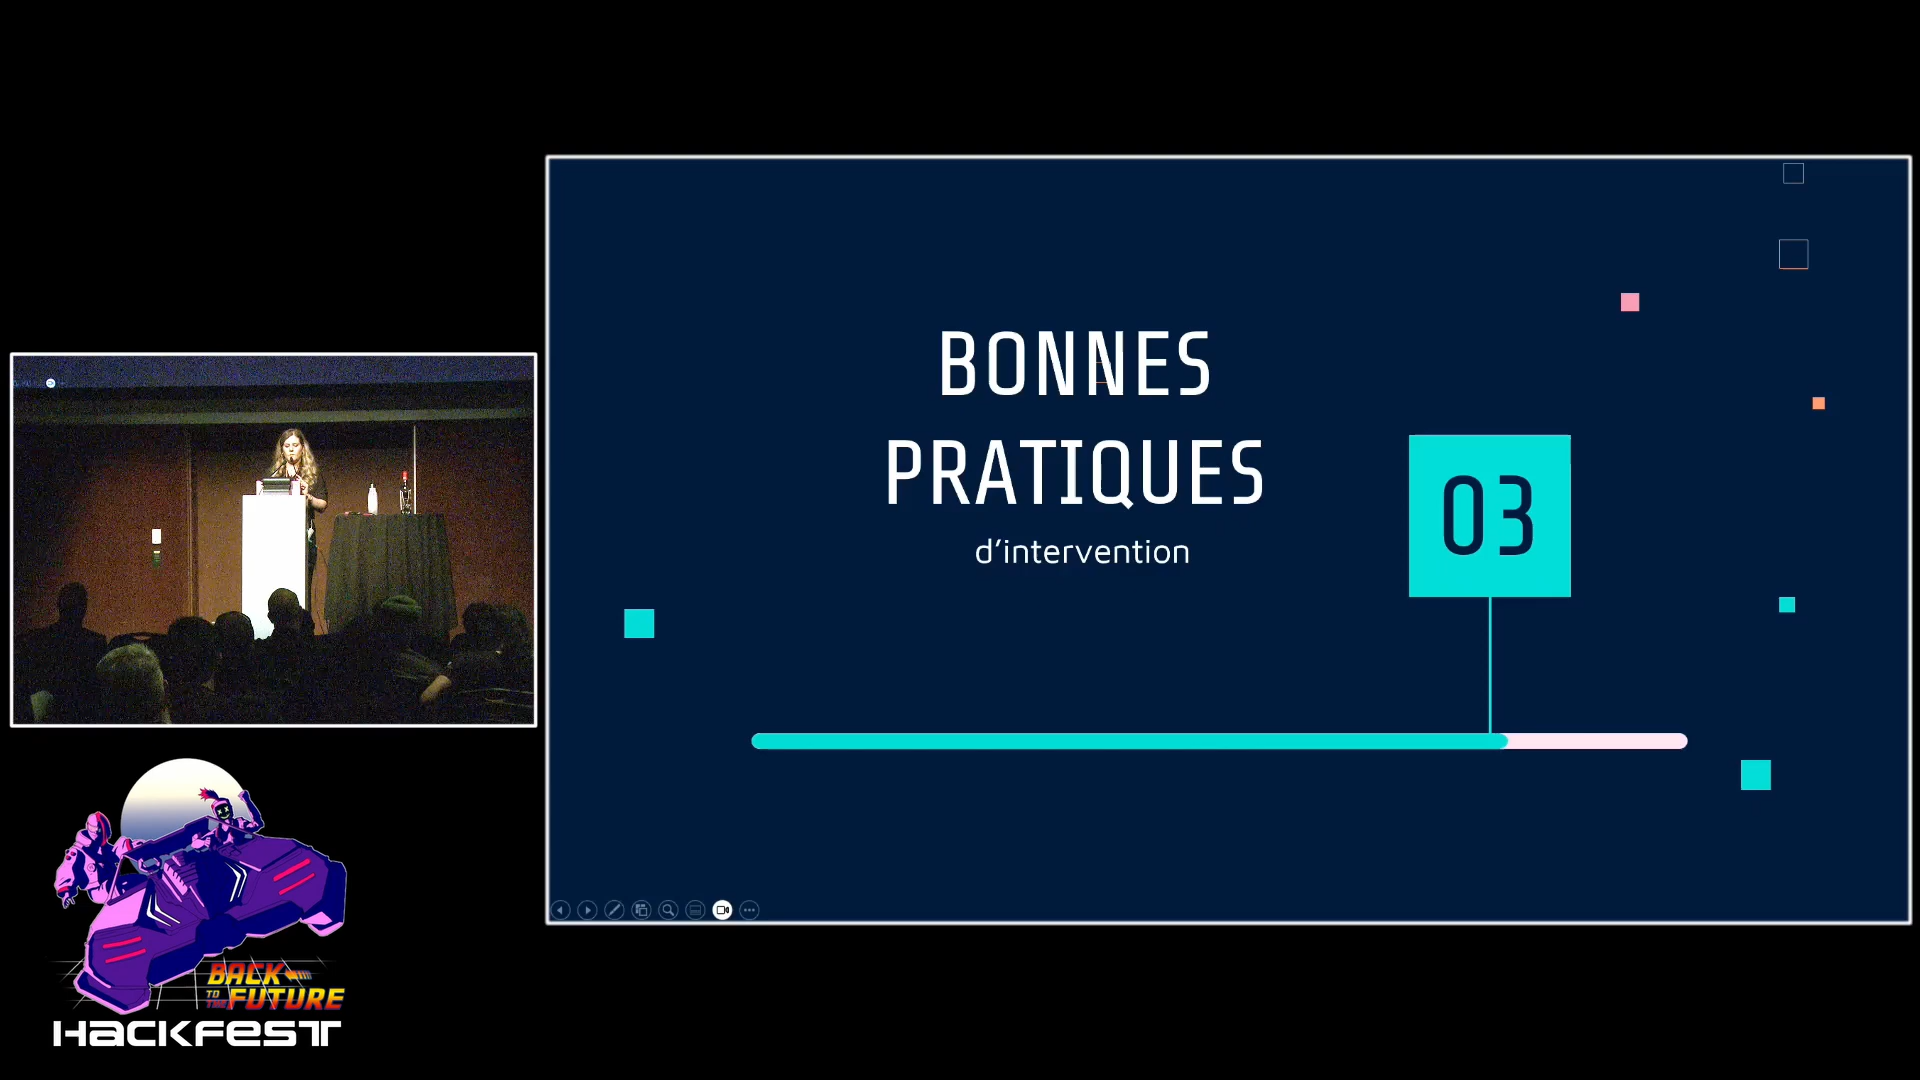 BONNES
PRATIQUES
d’intervention
03
BACK
TO THE FUTURE
HACKFEST